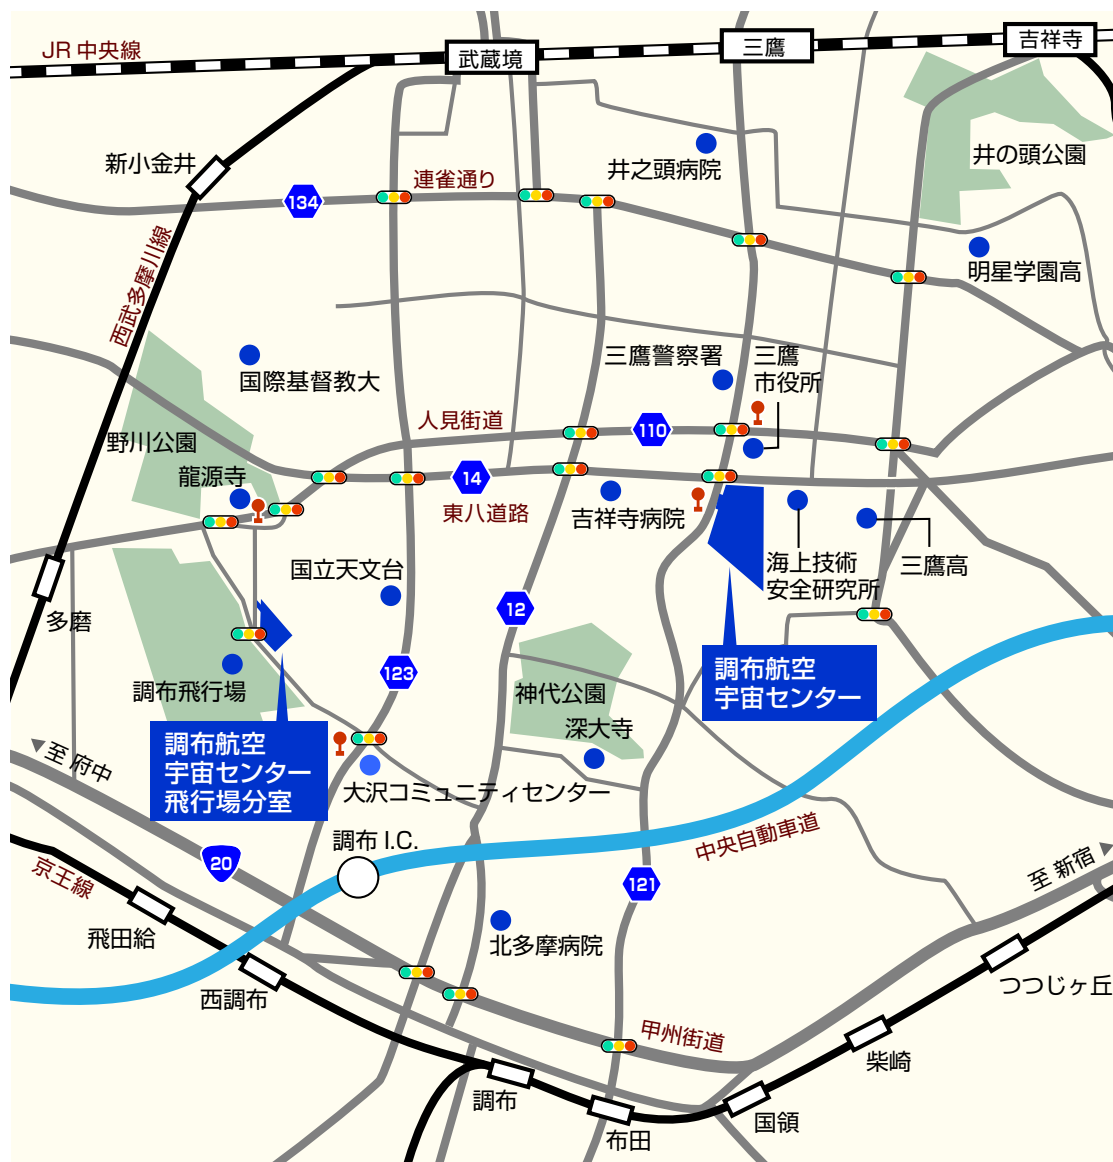 JR 中央線
武蔵境
三鷹
吉祥寺
新小金井
井之頭病院
井の頭公園
連雀通り
134
西武多摩川線
明星学園高
国際基督教大
三鷹警察署
三鷹
市役所
人見街道
110
野川公園
龍源寺
14
東八道路
吉祥寺病院
海上技術
安全研究所
三鷹高
国立天文台
多磨
12
123
調布飛行場
神代公園
深大寺
調布航空
宇宙センター
至 府中
調布航空
宇宙センター
飛行場分室
大沢コミュニティセンター
調布 I.C.
中央自動車道
20
121
京王線
至 新宿
飛田給
北多摩病院
西調布
つつじヶ丘
甲州街道
柴崎
調布
国領
布田